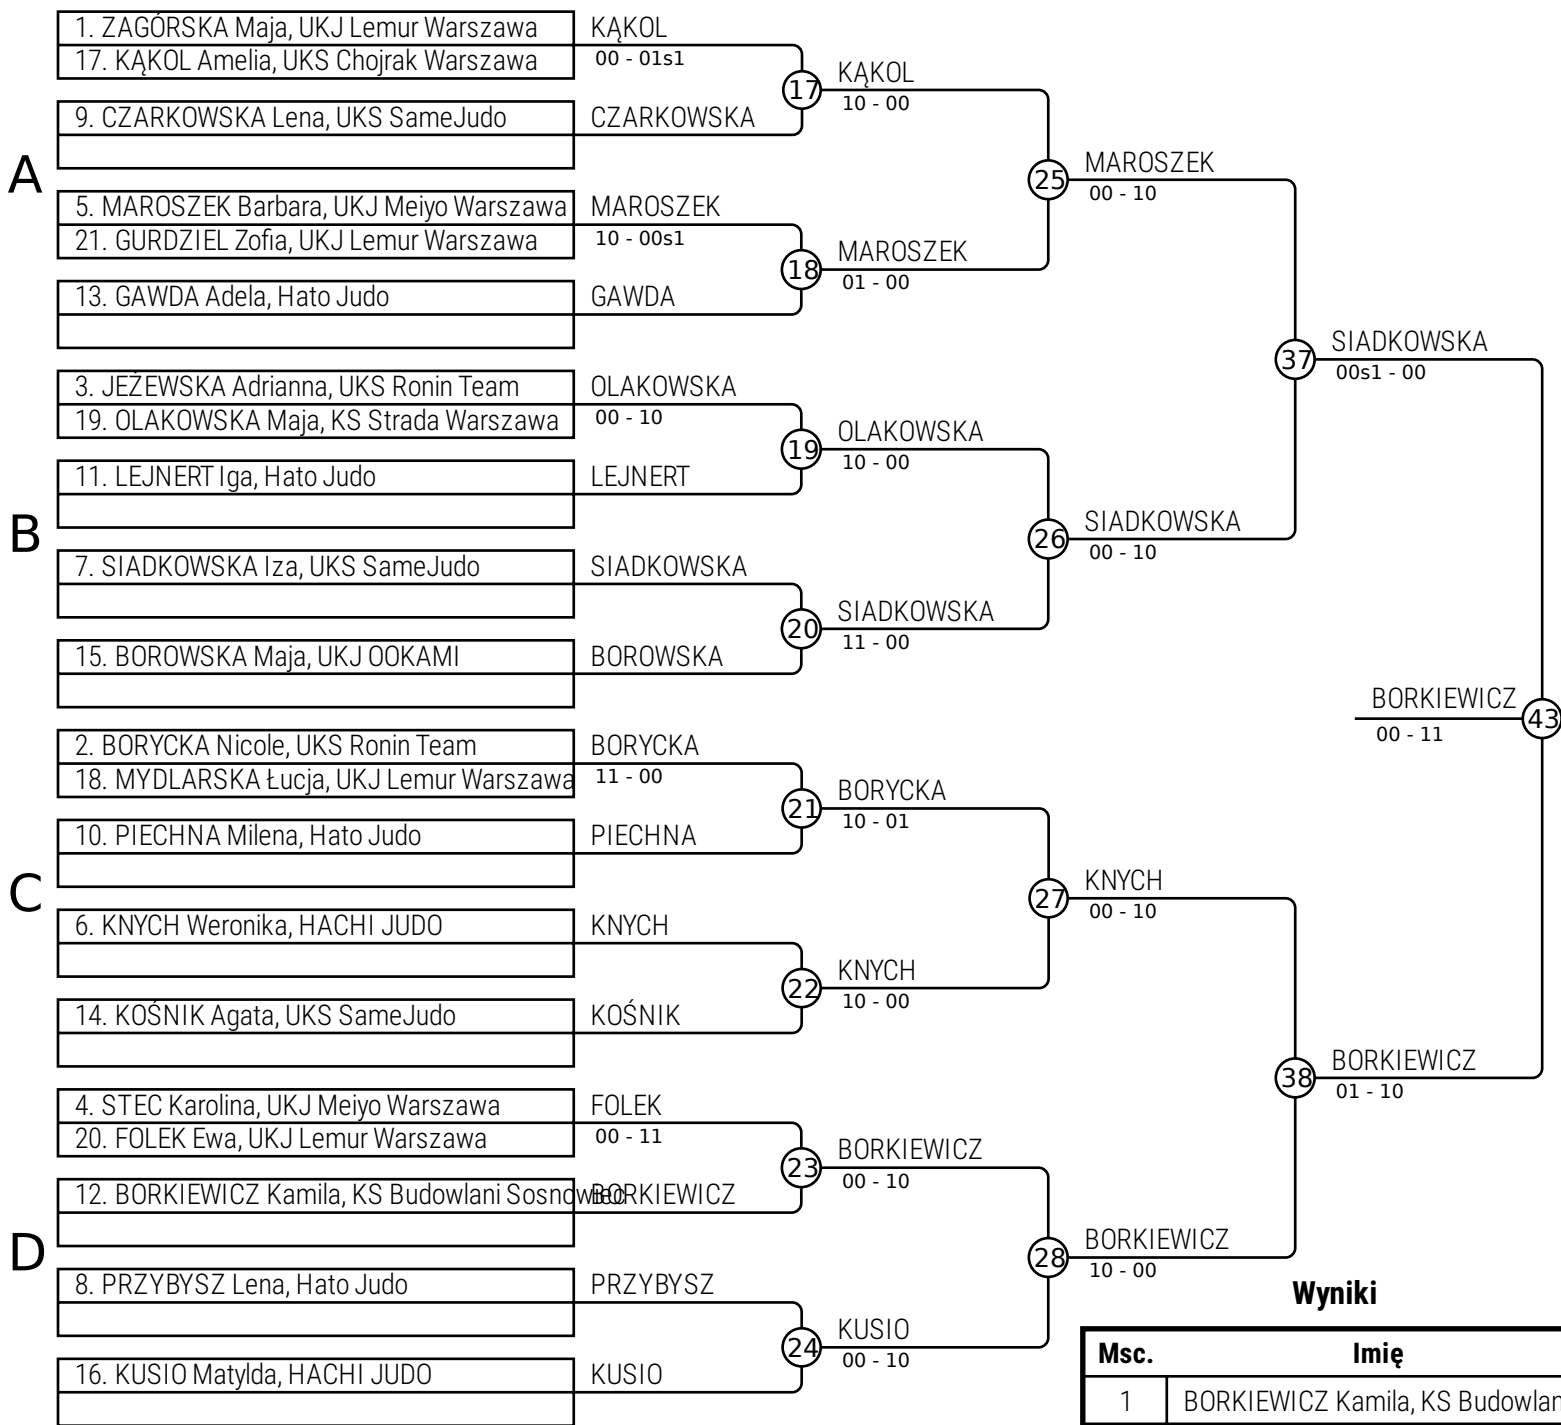 1. ZAGÓRSKA Maja, UKJ Lemur Warszawa
17. KĄKOL Amelia, UKS Chojrak Warszawa
KĄKOL
00 - 01s1
9. CZARKOWSKA Lena, UKS SameJudo
CZARKOWSKA
17
KĄKOL
10 - 00
A
5. MAROSZEK Barbara, UKJ Meiyo Warszawa
21. GURDZIEL Zofia, UKJ Lemur Warszawa
MAROSZEK
10 - 00s1
13. GAWDA Adela, Hato Judo
GAWDA
18
MAROSZEK
01 - 00
25
MAROSZEK
00 - 10
3. JEŻEWSKA Adrianna, UKS Ronin Team
19. OLAKOWSKA Maja, KS Strada Warszawa
OLAKOWSKA
00 - 10
11. LEJNERT Iga, Hato Judo
LEJNERT
19
OLAKOWSKA
10 - 00
B
7. SIADKOWSKA Iza, UKS SameJudo
SIADKOWSKA
15. BOROWSKA Maja, UKJ OOKAMI
BOROWSKA
20
SIADKOWSKA
11 - 00
26
SIADKOWSKA
00 - 10
37
SIADKOWSKA
00s1 - 00
2. BORYCKA Nicole, UKS Ronin Team
18. MYDLARSKA Łucja, UKJ Lemur Warszawa
BORYCKA
11 - 00
10. PIECHNA Milena, Hato Judo
PIECHNA
21
BORYCKA
10 - 01
C
6. KNYCH Weronika, HACHI JUDO
KNYCH
14. KOŚNIK Agata, UKS SameJudo
KOŚNIK
22
KNYCH
10 - 00
27
KNYCH
00 - 10
4. STEC Karolina, UKJ Meiyo Warszawa
20. FOLEK Ewa, UKJ Lemur Warszawa
FOLEK
00 - 11
12. BORKIEWICZ Kamila, KS Budowlani Sosnowiec
BORKIEWICZ
23
BORKIEWICZ
00 - 10
D
8. PRZYBYSZ Lena, Hato Judo
PRZYBYSZ
16. KUSIO Matylda, HACHI JUDO
KUSIO
24
KUSIO
00 - 10
28
BORKIEWICZ
10 - 00
38
BORKIEWICZ
01 - 10
BORKIEWICZ
00 - 11
43
Wyniki
Msc. Imię
1 BORKIEWICZ Kamila, KS Budowlan